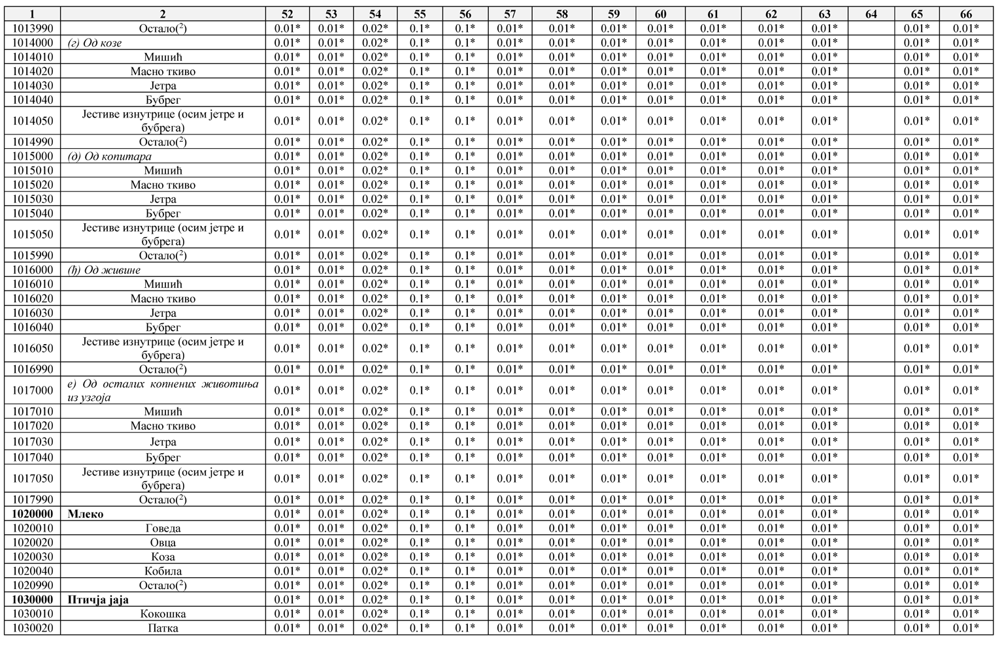 1 2 52 53 54 55 56 57 58 59 60 61 62 63 64 65 66
1013990 Остало(2) 0.01* 0.01* 0.02* 0.1* 0.1* 0.01* 0.01* 0.01* 0.01* 0.01* 0.01* 0.01* 0.01* 0.01*
1014000 (г) Од козе 0.01* 0.01* 0.02* 0.1* 0.1* 0.01* 0.01* 0.01* 0.01* 0.01* 0.01* 0.01* 0.01* 0.01*
1014010 Мишић 0.01* 0.01* 0.02* 0.1* 0.1* 0.01* 0.01* 0.01* 0.01* 0.01* 0.01* 0.01* 0.01* 0.01*
1014020 Масно ткиво 0.01* 0.01* 0.02* 0.1* 0.1* 0.01* 0.01* 0.01* 0.01* 0.01* 0.01* 0.01* 0.01* 0.01*
1014030 Јетра 0.01* 0.01* 0.02* 0.1* 0.1* 0.01* 0.01* 0.01* 0.01* 0.01* 0.01* 0.01* 0.01* 0.01*
1014040 Бубрег 0.01* 0.01* 0.02* 0.1* 0.1* 0.01* 0.01* 0.01* 0.01* 0.01* 0.01* 0.01* 0.01* 0.01*
Јестиве изнутрице (осим јетре и
1014050 бубрега) 0.01* 0.01* 0.02* 0.1* 0.1* 0.01* 0.01* 0.01* 0.01* 0.01* 0.01* 0.01* 0.01* 0.01*
1014990 Остало(2) 0.01* 0.01* 0.02* 0.1* 0.1* 0.01* 0.01* 0.01* 0.01* 0.01* 0.01* 0.01* 0.01* 0.01*
1015000 (д) Од копитара 0.01* 0.01* 0.02* 0.1* 0.1* 0.01* 0.01* 0.01* 0.01* 0.01* 0.01* 0.01* 0.01* 0.01*
1015010 Мишић 0.01* 0.01* 0.02* 0.1* 0.1* 0.01* 0.01* 0.01* 0.01* 0.01* 0.01* 0.01* 0.01* 0.01*
1015020 Масно ткиво 0.01* 0.01* 0.02* 0.1* 0.1* 0.01* 0.01* 0.01* 0.01* 0.01* 0.01* 0.01* 0.01* 0.01*
1015030 Јетра 0.01* 0.01* 0.02* 0.1* 0.1* 0.01* 0.01* 0.01* 0.01* 0.01* 0.01* 0.01* 0.01* 0.01*
1015040 Бубрег 0.01* 0.01* 0.02* 0.1* 0.1* 0.01* 0.01* 0.01* 0.01* 0.01* 0.01* 0.01* 0.01* 0.01*
Јестиве изнутрице (осим јетре и
1015050 бубрега) 0.01* 0.01* 0.02* 0.1* 0.1* 0.01* 0.01* 0.01* 0.01* 0.01* 0.01* 0.01* 0.01* 0.01*
1015990 Остало(2) 0.01* 0.01* 0.02* 0.1* 0.1* 0.01* 0.01* 0.01* 0.01* 0.01* 0.01* 0.01* 0.01* 0.01*
1016000 (ђ) Од живине 0.01* 0.01* 0.02* 0.1* 0.1* 0.01* 0.01* 0.01* 0.01* 0.01* 0.01* 0.01* 0.01* 0.01*
1016010 Мишић 0.01* 0.01* 0.02* 0.1* 0.1* 0.01* 0.01* 0.01* 0.01* 0.01* 0.01* 0.01* 0.01* 0.01*
1016020 Масно ткиво 0.01* 0.01* 0.02* 0.1* 0.1* 0.01* 0.01* 0.01* 0.01* 0.01* 0.01* 0.01* 0.01* 0.01*
1016030 Јетра 0.01* 0.01* 0.02* 0.1* 0.1* 0.01* 0.01* 0.01* 0.01* 0.01* 0.01* 0.01* 0.01* 0.01*
1016040 Бубрег 0.01* 0.01* 0.02* 0.1* 0.1* 0.01* 0.01* 0.01* 0.01* 0.01* 0.01* 0.01* 0.01* 0.01*
Јестиве изнутрице (осим јетре и
1016050 бубрега) 0.01* 0.01* 0.02* 0.1* 0.1* 0.01* 0.01* 0.01* 0.01* 0.01* 0.01* 0.01* 0.01* 0.01*
1016990 Остало(2) 0.01* 0.01* 0.02* 0.1* 0.1* 0.01* 0.01* 0.01* 0.01* 0.01* 0.01* 0.01* 0.01* 0.01*
е) Од осталих копнених животиња
1017000 из узгоја 0.01* 0.01* 0.02* 0.1* 0.1* 0.01* 0.01* 0.01* 0.01* 0.01* 0.01* 0.01* 0.01* 0.01*
1017010 Мишић 0.01* 0.01* 0.02* 0.1* 0.1* 0.01* 0.01* 0.01* 0.01* 0.01* 0.01* 0.01* 0.01* 0.01*
1017020 Масно ткиво 0.01* 0.01* 0.02* 0.1* 0.1* 0.01* 0.01* 0.01* 0.01* 0.01* 0.01* 0.01* 0.01* 0.01*
1017030 Јетра 0.01* 0.01* 0.02* 0.1* 0.1* 0.01* 0.01* 0.01* 0.01* 0.01* 0.01* 0.01* 0.01* 0.01*
1017040 Бубрег 0.01* 0.01* 0.02* 0.1* 0.1* 0.01* 0.01* 0.01* 0.01* 0.01* 0.01* 0.01* 0.01* 0.01*
Јестиве изнутрице (осим јетре и
1017050 бубрега) 0.01* 0.01* 0.02* 0.1* 0.1* 0.01* 0.01* 0.01* 0.01* 0.01* 0.01* 0.01* 0.01* 0.01*
1017990 Остало(2) 0.01* 0.01* 0.02* 0.1* 0.1* 0.01* 0.01* 0.01* 0.01* 0.01* 0.01* 0.01* 0.01* 0.01*
1020000 Млеко 0.01* 0.01* 0.02* 0.1* 0.1* 0.01* 0.01* 0.01* 0.01* 0.01* 0.01* 0.01* 0.01* 0.01*
1020010 Говеда 0.01* 0.01* 0.02* 0.1* 0.1* 0.01* 0.01* 0.01* 0.01* 0.01* 0.01* 0.01* 0.01* 0.01*
1020020 Овца 0.01* 0.01* 0.02* 0.1* 0.1* 0.01* 0.01* 0.01* 0.01* 0.01* 0.01* 0.01* 0.01* 0.01*
1020030 Коза 0.01* 0.01* 0.02* 0.1* 0.1* 0.01* 0.01* 0.01* 0.01* 0.01* 0.01* 0.01* 0.01* 0.01*
1020040 Кобила 0.01* 0.01* 0.02* 0.1* 0.1* 0.01* 0.01* 0.01* 0.01* 0.01* 0.01* 0.01* 0.01* 0.01*
1020990 Остало(2) 0.01* 0.01* 0.02* 0.1* 0.1* 0.01* 0.01* 0.01* 0.01* 0.01* 0.01* 0.01* 0.01* 0.01*
1030000 Птичја јаја 0.01* 0.01* 0.02* 0.1* 0.1* 0.01* 0.01* 0.01* 0.01* 0.01* 0.01* 0.01* 0.01* 0.01*
1030010 Кокошка 0.01* 0.01* 0.02* 0.1* 0.1* 0.01* 0.01* 0.01* 0.01* 0.01* 0.01* 0.01* 0.01* 0.01*
1030020 Патка 0.01* 0.01* 0.02* 0.1* 0.1* 0.01* 0.01* 0.01* 0.01* 0.01* 0.01* 0.01* 0.01* 0.01*